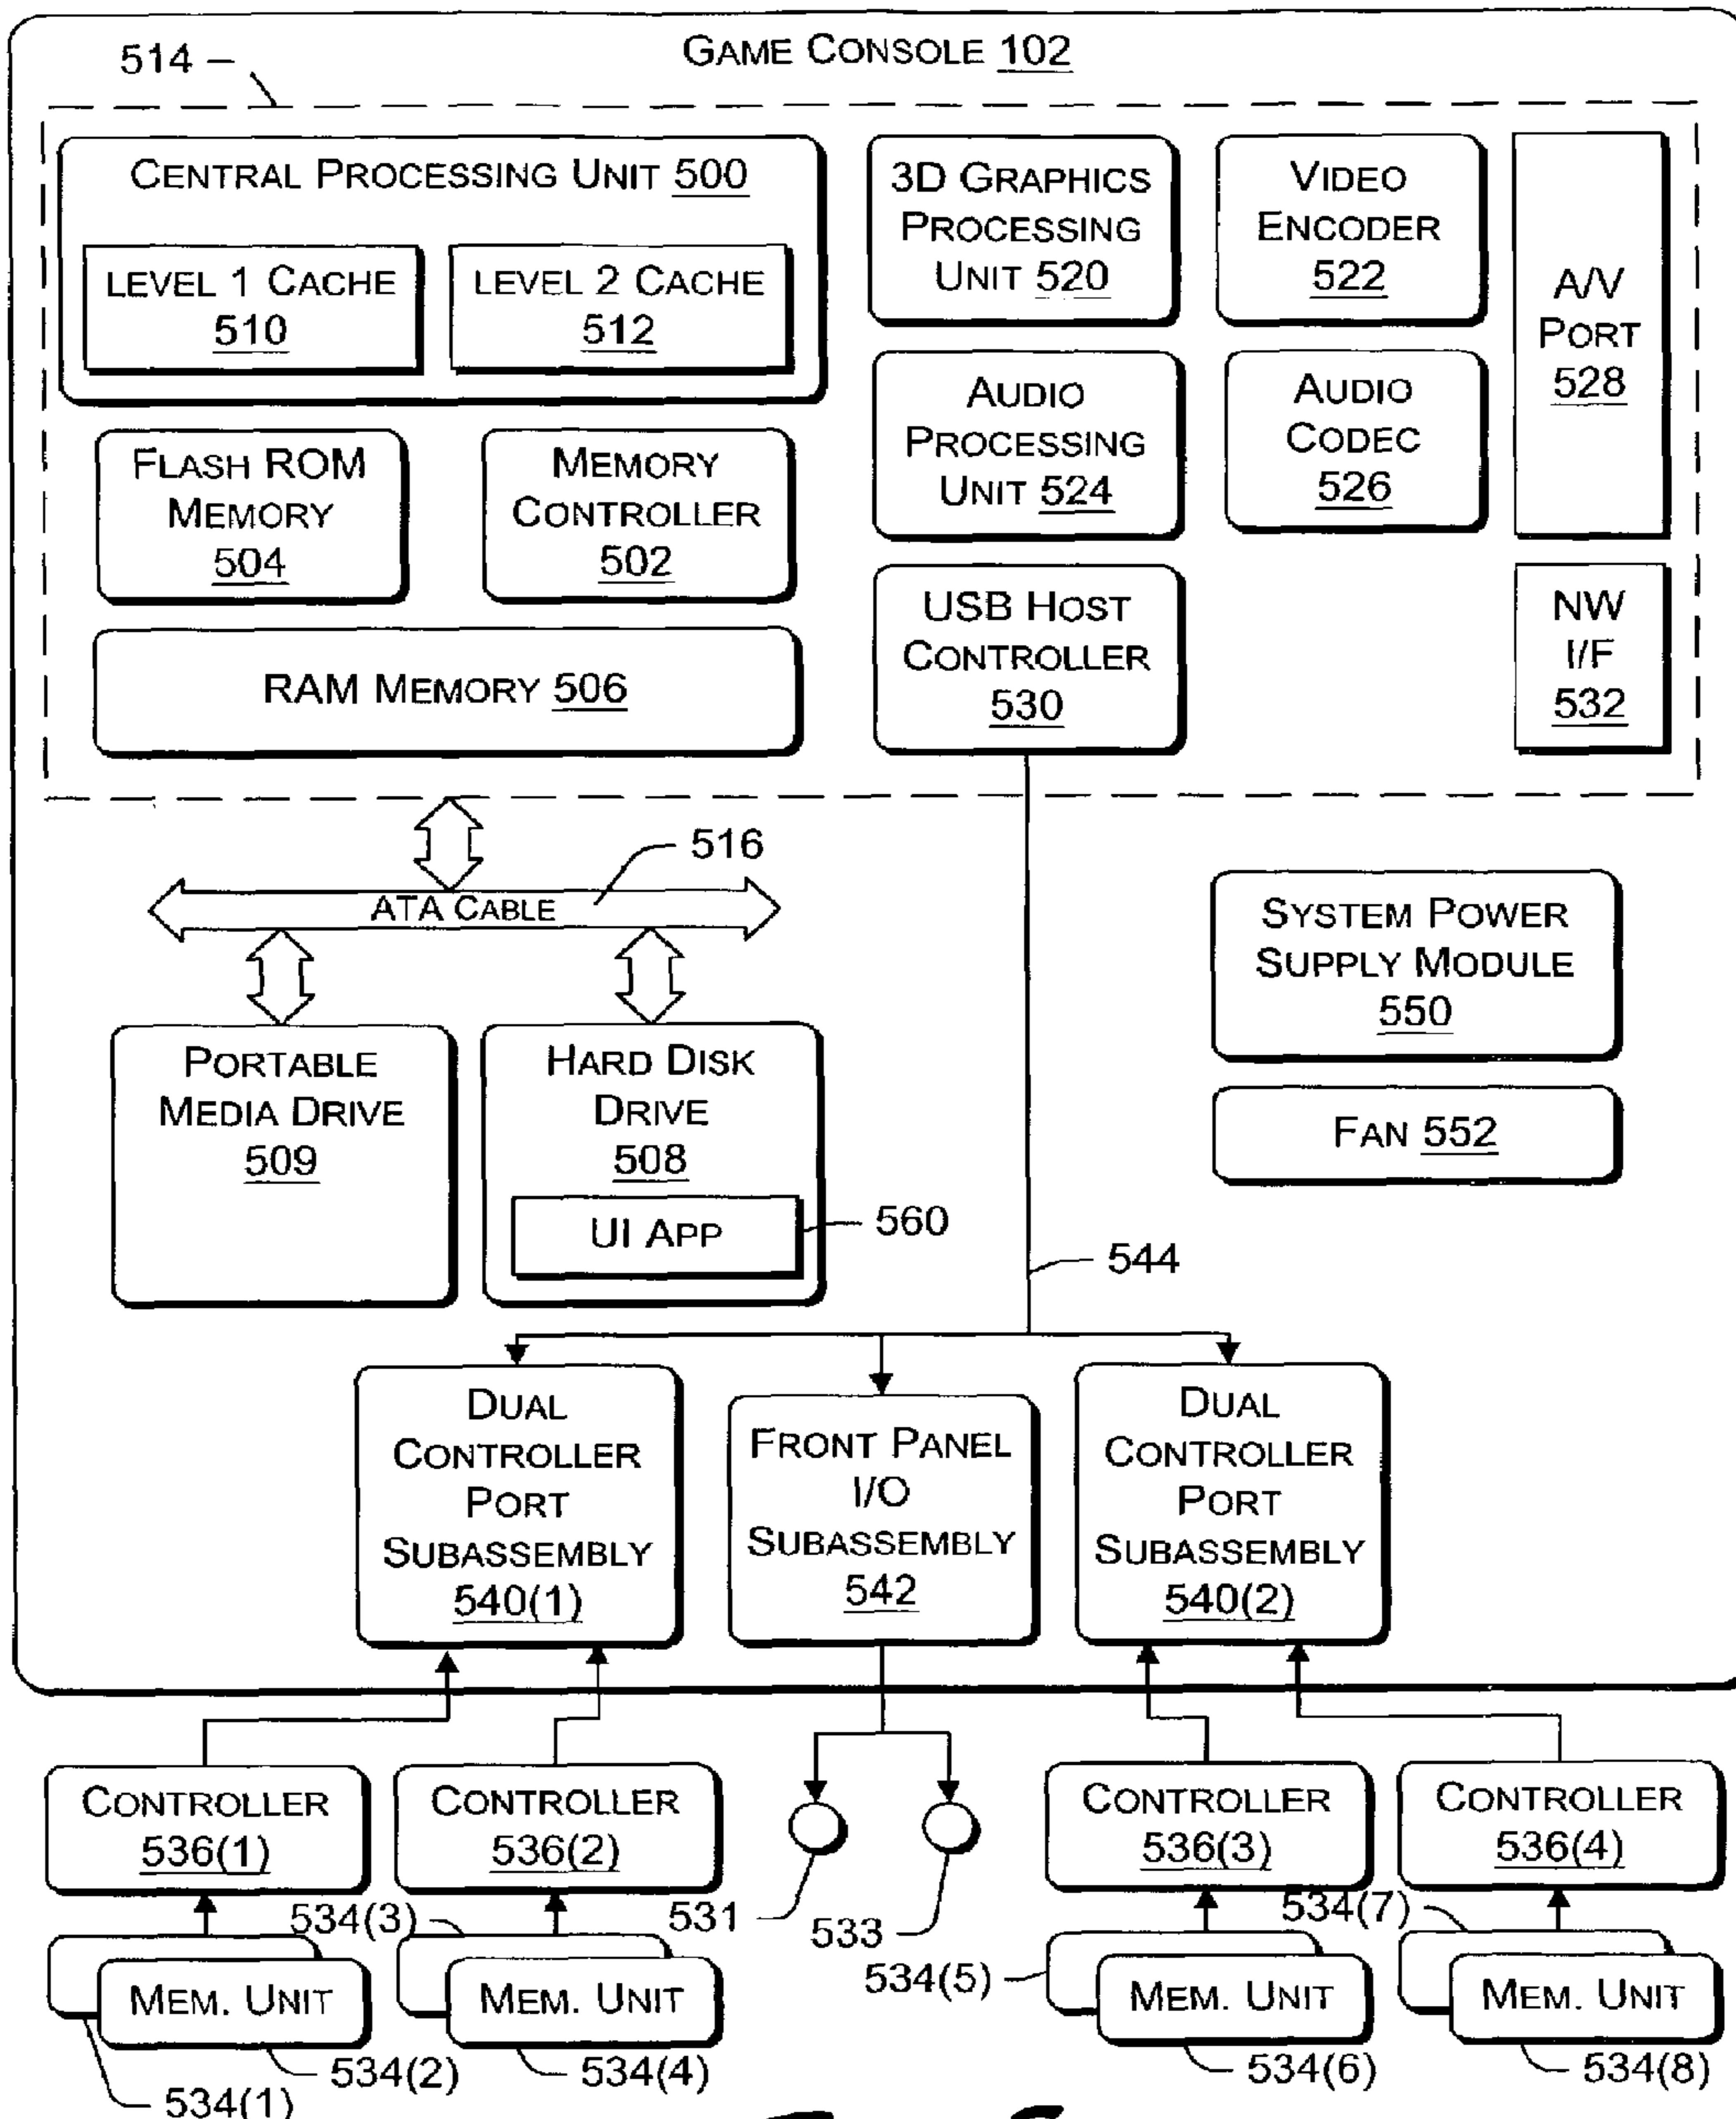 GAME CONSOLE 102
514
CENTRAL PROCESSING UNIT 500
LEVEL 1 CACHE
510
LEVEL 2 CACHE
512
3D GRAPHICS
PROCESSING
UNIT 520
VIDEO
ENCODER
522
A/V
PORT
528
AUDIO
PROCESSING
UNIT 524
AUDIO
CODEC
526
FLASH ROM
MEMORY
504
MEMORY
CONTROLLER
502
USB HOST
CONTROLLER
530
NW
I/F
532
RAM MEMORY 506
516
ATA CABLE
SYSTEM POWER
SUPPLY MODULE
550
PORTABLE
MEDIA DRIVE
509
HARD DISK
DRIVE
508
UI APP
560
FAN 552
544
DUAL
CONTROLLER
PORT
SUBASSEMBLY
540(1)
FRONT PANEL
I/O
SUBASSEMBLY
542
DUAL
CONTROLLER
PORT
SUBASSEMBLY
540(2)
CONTROLLER
536(1)
CONTROLLER
536(2)
CONTROLLER
536(3)
CONTROLLER
536(4)
534(3)
531
533
534(7)
534(5)
MEM. UNIT
MEM. UNIT
MEM. UNIT
MEM. UNIT
534(2)
534(4)
534(6)
534(8)
534(1)